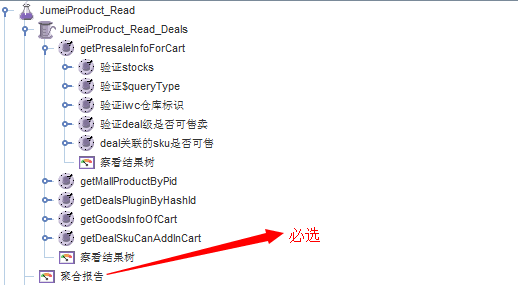 JumeiProduct_Read
JumeiProduct_Read_Deals
getPresaleInfoForCart
验证stocks
验证$queryType
验证iwc仓库标识
验证deal级是否可售卖
deal关联的sku是否可售
察看结果树
getMallProductByPid
getDealsPluginByHashId
getGoodsInfoOfCart
必选
getDealSkuCanAddInCart
察看结果树
聚合报告